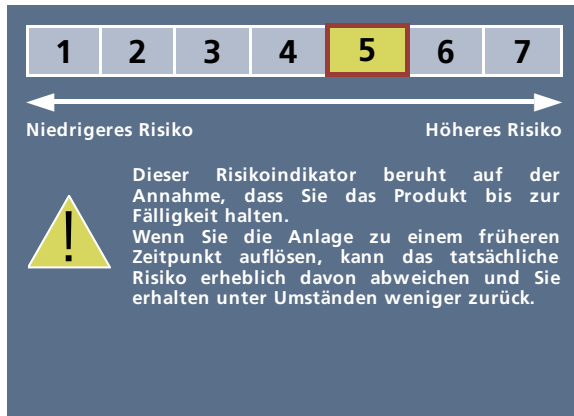 1 2 3 4 5 6 7
Niedrigeres Risiko Höheres Risiko
Dieser Risikoindikator beruht auf der
Annahme, dass Sie das Produkt bis zur
Fälligkeit halten.
Wenn Sie die Anlage zu einem früheren
Zeitpunkt auflösen, kann das tatsächliche
Risiko erheblich davon abweichen und Sie
erhalten unter Umständen weniger zurück.
!